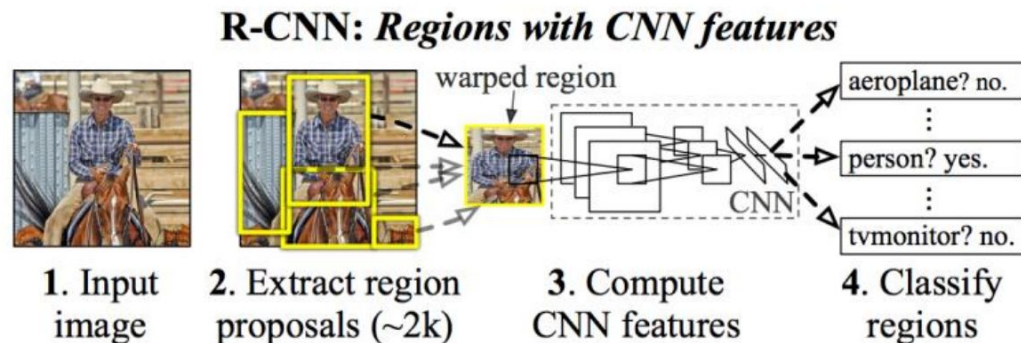 R-CNN: Regions with CNN features
warped region
aeroplane? no.
⋮
person? yes.
⋮
tvmonitor? no.
CNN
1. Input
image
2. Extract region
proposals (~2k)
3. Compute
CNN features
4. Classify
regions